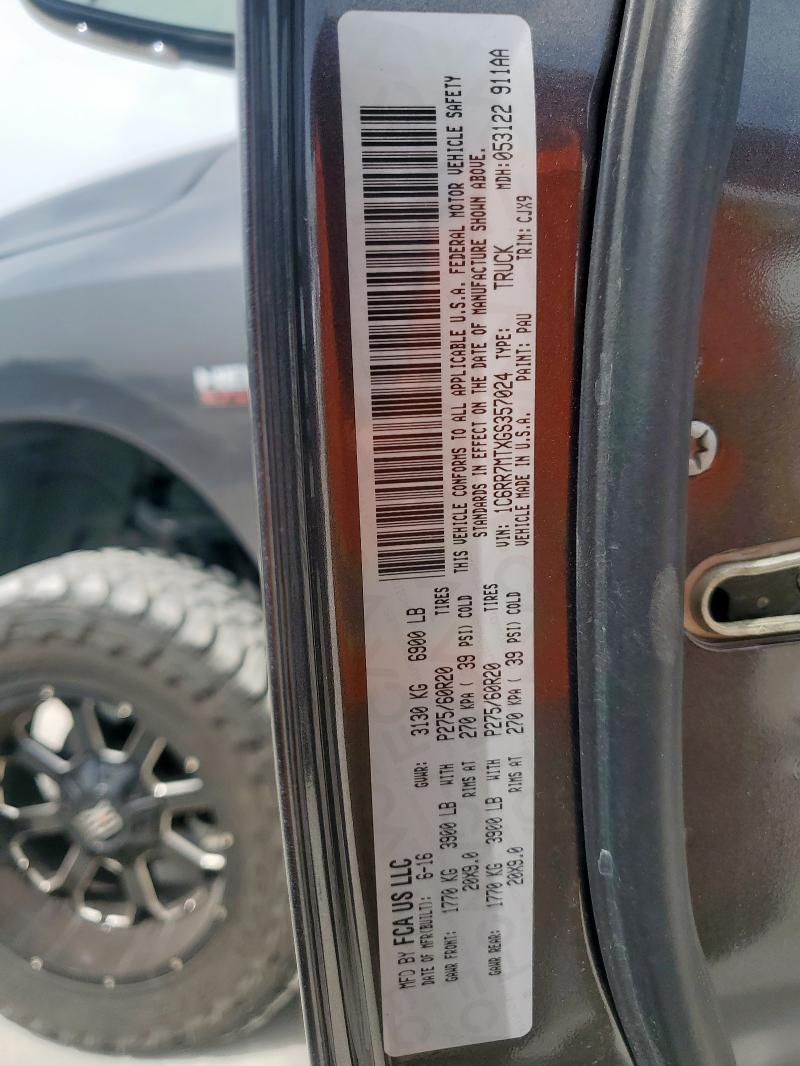 MFD BY FCA US LLC
DATE OF MFR(BUILT): 6-16 GVWR: 3130 KG 6900 LB
GAWR FRONT: 1770 KG 3900 LB WITH P275/60R20 TIRES
20X9.0 RIMS AT 270 KPA ( 39 PSI) COLD
GAWR REAR: 1770 KG 3900 LB WITH P275/60R20 TIRES
20X9.0 RIMS AT 270 KPA ( 39 PSI) COLD
THIS VEHICLE CONFORMS TO ALL APPLICABLE U.S.A. FEDERAL MOTOR VEHICLE SAFETY
STANDARDS IN EFFECT ON THE DATE OF MANUFACTURE SHOWN ABOVE.
VIN: 1C6RR7MTXGS357024 TYPE: TRUCK MDH:053122 911AA
VEHICLE MADE IN U.S.A. PAINT: PAU TRIM: CJX9